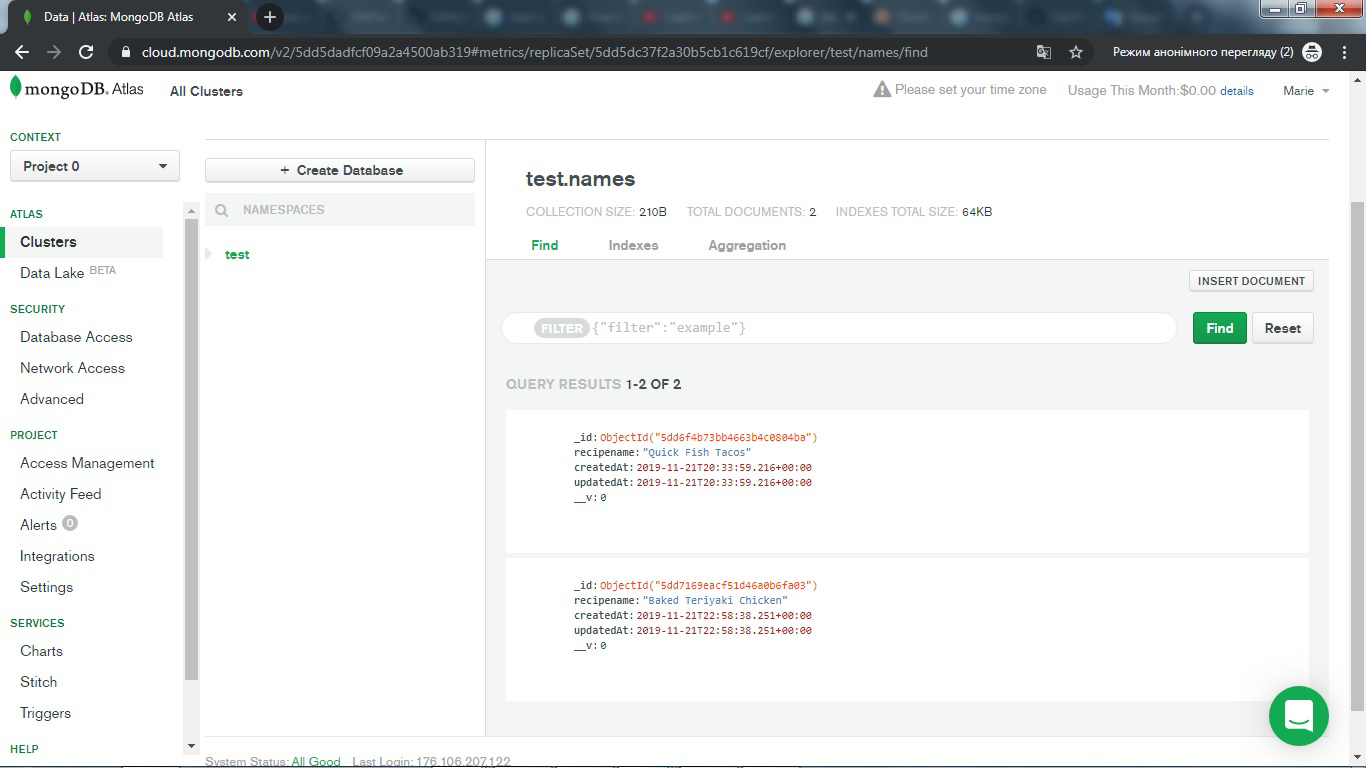 Data | Atlas: MongoDB Atlas
cloud.mongodb.com/v2/5dd5dadfcf09a2a4500ab319#metrics/replicaSet/5dd5dc37f2a30b5cb1c619cf/explorer/test/names/find
Режим анонімного перегляду (2)
mongoDB. Atlas
All Clusters
Please set your time zone
Usage This Month:$0.00 details
Marie
CONTEXT
Project 0
ATLAS
Clusters
Data Lake BETA
SECURITY
Database Access
Network Access
Advanced
PROJECT
Access Management
Activity Feed
Alerts 0
Integrations
Settings
SERVICES
Charts
Stitch
Triggers
HELP
+ Create Database
NAMESPACES
test
test.names
COLLECTION SIZE: 210B TOTAL DOCUMENTS: 2 INDEXES TOTAL SIZE: 64KB
Find Indexes Aggregation
INSERT DOCUMENT
FILTER {"filter":"example"}
Find Reset
QUERY RESULTS 1-2 OF 2
_id: ObjectId("5dd6f4b73bb4663b4c0804ba")
recipename: "Quick Fish Tacos"
createdAt: 2019-11-21T20:33:59.216+00:00
updatedAt: 2019-11-21T20:33:59.216+00:00
__v: 0
_id: ObjectId("5dd7169eacf51d46a0b6fa03")
recipename: "Baked Teriyaki Chicken"
createdAt: 2019-11-21T22:58:38.251+00:00
updatedAt: 2019-11-21T22:58:38.251+00:00
__v: 0
System Status: All Good Last Login: 176.106.207.122